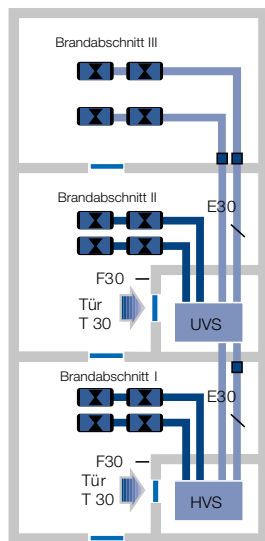 Brandabschnitt III
Brandabschnitt II
E30
F30
Tür
T 30
UVS
Brandabschnitt I
E30
F30
Tür
T 30
HVS